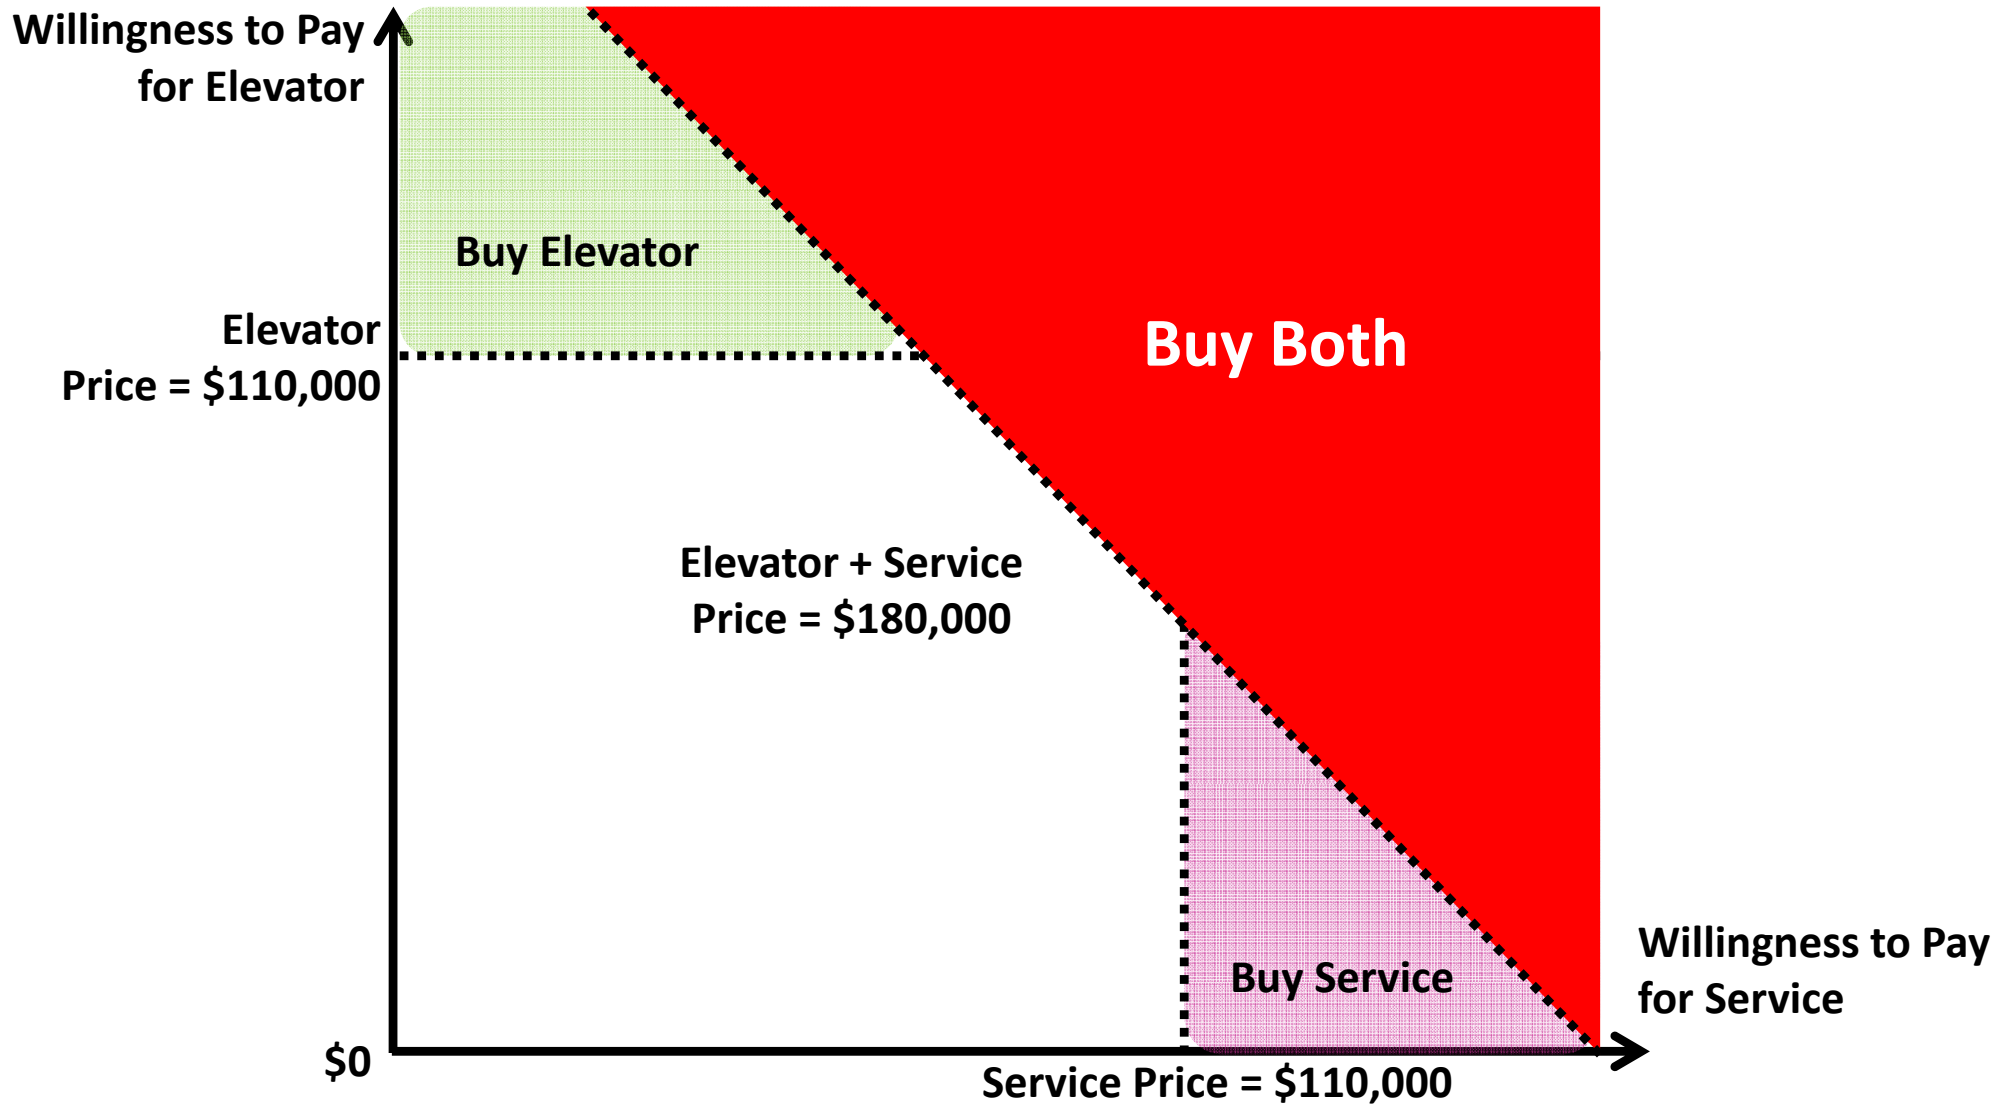 Willingness to Pay
for Elevator
Buy Elevator
Elevator
Price = $110,000
Buy Both
Elevator + Service
Price = $180,000
Willingness to Pay
for Service
Buy Service
$0
Service Price = $110,000